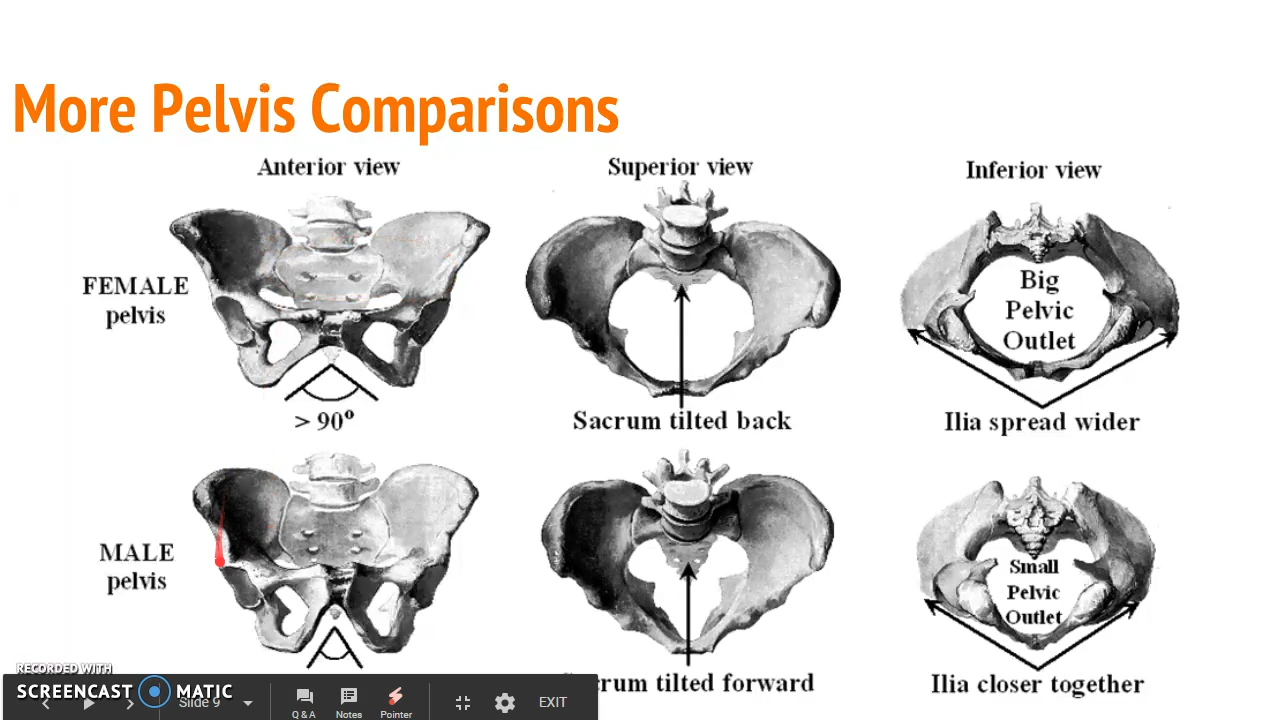 More Pelvis Comparisons
Anterior view
Superior view
Inferior view
FEMALE
pelvis
Big
Pelvic
Outlet
> 90º
Sacrum tilted back
Ilia spread wider
MALE
pelvis
Small
Pelvic
Outlet
crum tilted forward
Ilia closer together
RECORDED WITH
SCREENCAST MATIC
Slide 9
Q & A
Notes
Pointer
EXIT